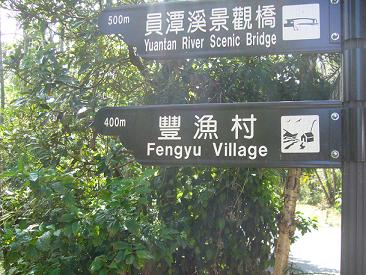 500m 員潭溪景觀橋
Yuantan River Scenic Bridge
400m 豐漁村
Fengyu Village